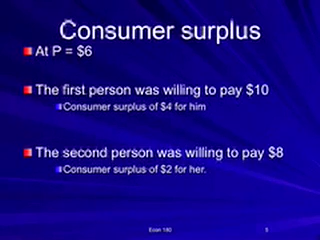 Consumer surplus
At P = $6
The first person was willing to pay $10
Consumer surplus of $4 for him
The second person was willing to pay $8
Consumer surplus of $2 for her.
Econ 180
5